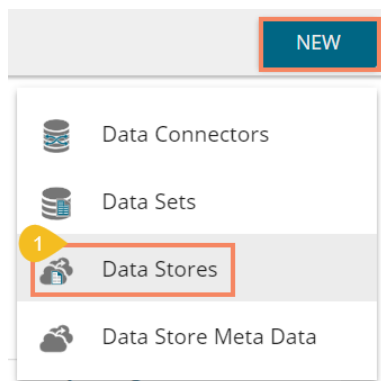 NEW
Data Connectors
Data Sets
1
Data Stores
Data Store Meta Data